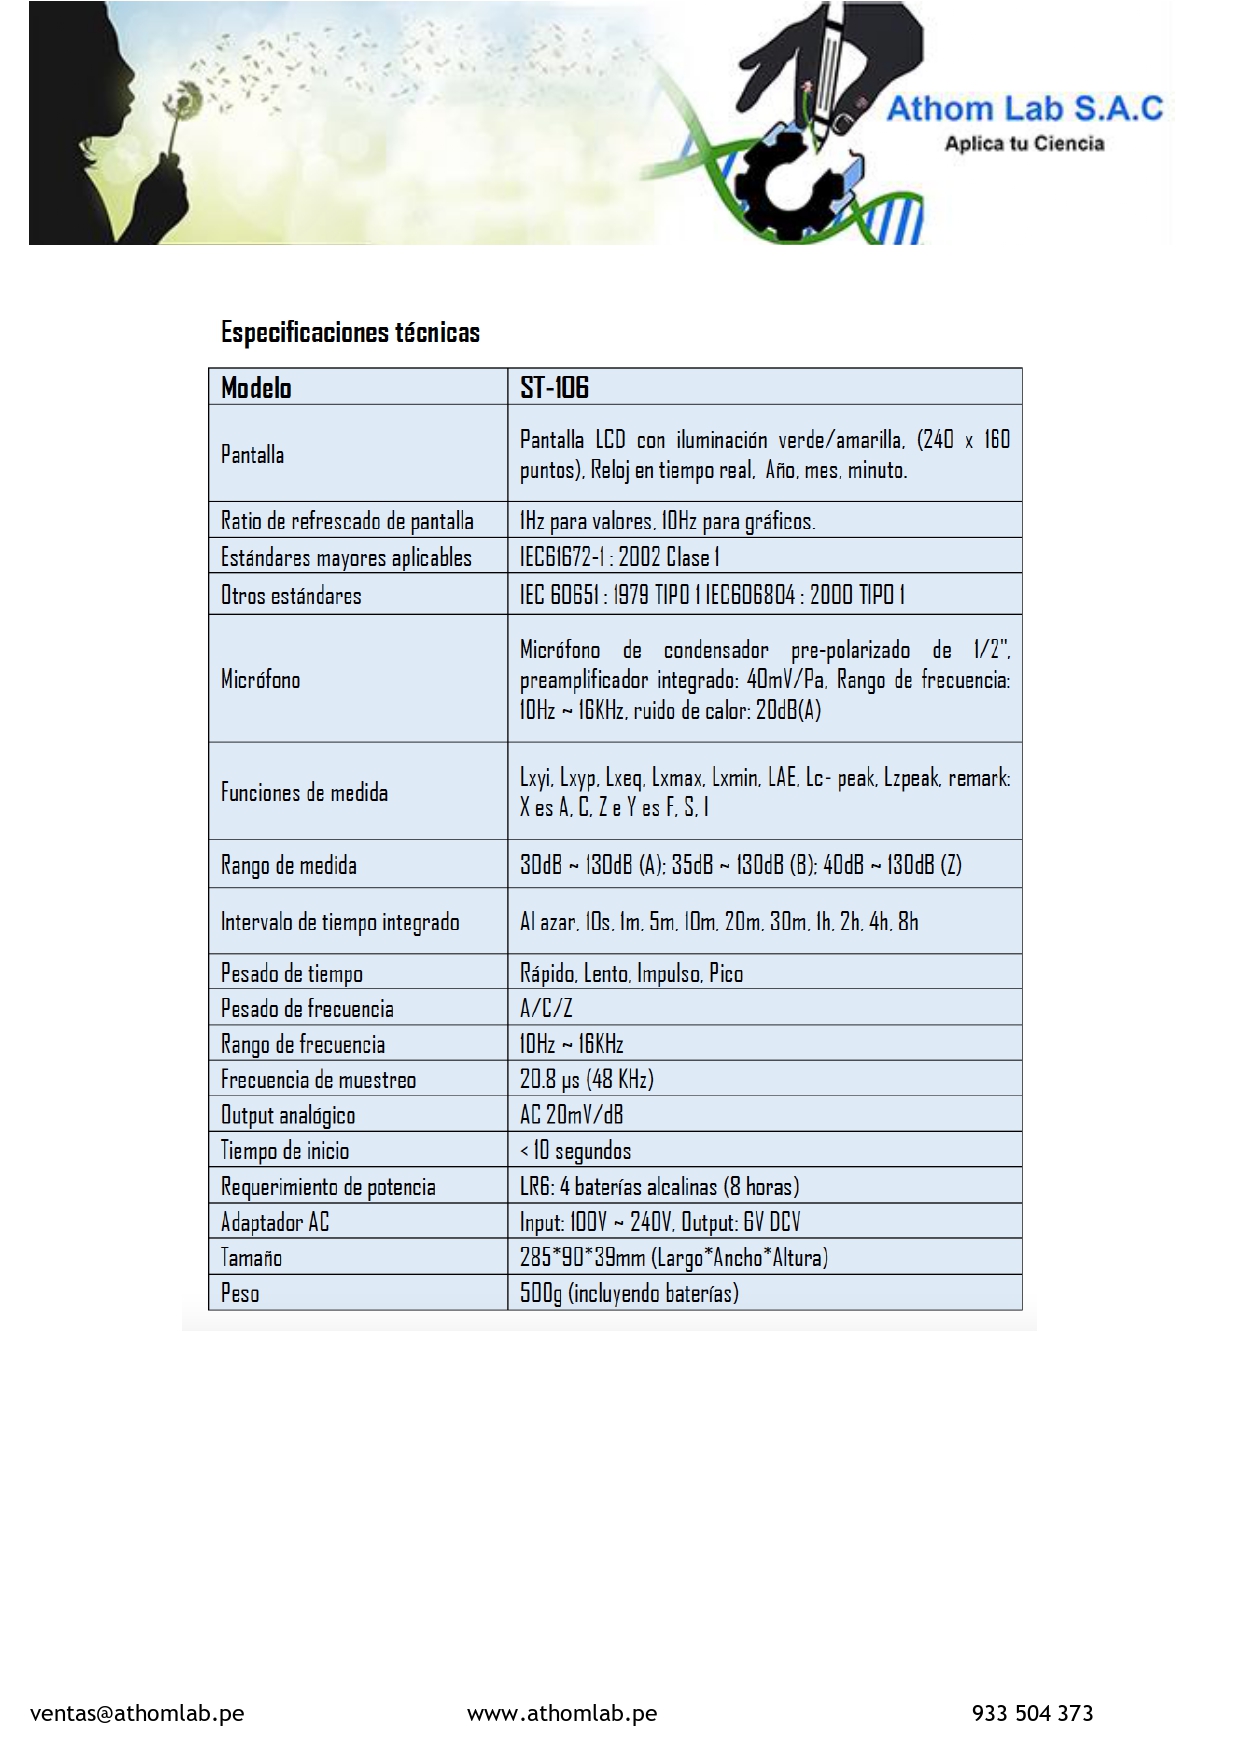 Athom Lab S.A.C
Aplica tu Ciencia
Especificaciones técnicas
Modelo ST-106
Pantalla Pantalla LCD con iluminación verde/amarilla, (240 x 160
puntos), Reloj en tiempo real, Año, mes, minuto.
Ratio de refrescado de pantalla 1Hz para valores, 10Hz para gráficos.
Estándares mayores aplicables IEC61672-1 : 2002 Clase 1
Otros estándares IEC 60651 : 1979 TIPO 1 IEC606804 : 2000 TIPO 1
Micrófono Micrófono de condensador pre-polarizado de 1/2",
preamplificador integrado: 40mV/Pa, Rango de frecuencia:
10Hz ~ 16KHz, ruido de calor: 20dB(A)
Funciones de medida Lxyi, Lxyp, Lxeq, Lxmax, Lxmin, LAE, Lc- peak, Lzpeak, remark:
X es A, C, Z e Y es F, S, I
Rango de medida 30dB ~ 130dB (A); 35dB ~ 130dB (B); 40dB ~ 130dB (Z)
Intervalo de tiempo integrado Al azar, 10s, 1m, 5m, 10m, 20m, 30m, 1h, 2h, 4h, 8h
Pesado de tiempo Rápido, Lento, Impulso, Pico
Pesado de frecuencia A/C/Z
Rango de frecuencia 10Hz ~ 16KHz
Frecuencia de muestreo 20.8 µs (48 KHz)
Output analógico AC 20mV/dB
Tiempo de inicio < 10 segundos
Requerimiento de potencia LR6: 4 baterías alcalinas (8 horas)
Adaptador AC Input: 100V ~ 240V, Output: 6V DCV
Tamaño 285*90*39mm (Largo*Ancho*Altura)
Peso 500g (incluyendo baterías)
ventas@athomlab.pe www.athomlab.pe 933 504 373